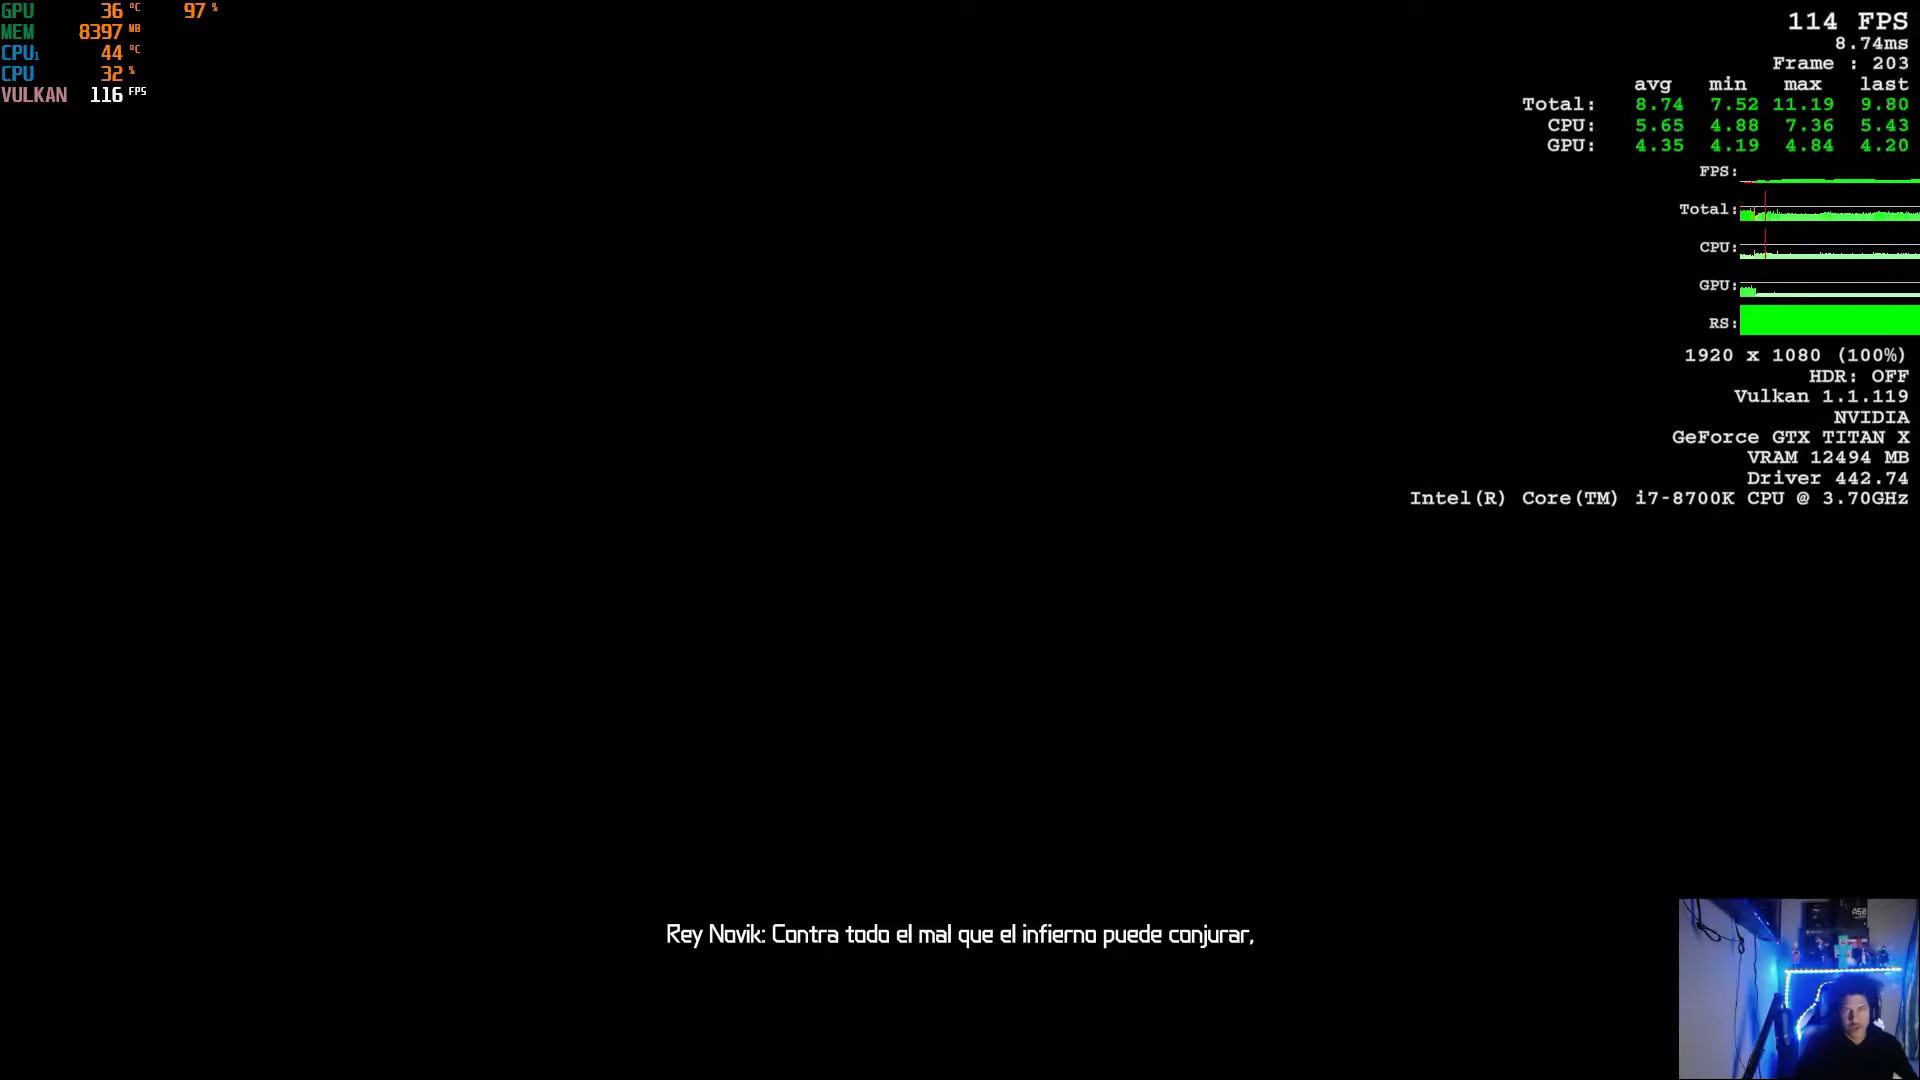 GPU 36 °C 97 %
MEM 8397 MB
CPU1 44 °C
CPU 32 %
VULKAN 116 FPS
114 FPS
8.74ms
Frame : 203
avg min max last
Total: 8.74 7.52 11.19 9.80
CPU: 5.65 4.88 7.36 5.43
GPU: 4.35 4.19 4.84 4.20
FPS:
Total:
CPU:
GPU:
RS:
1920 x 1080 (100%)
HDR: OFF
Vulkan 1.1.119
NVIDIA
GeForce GTX TITAN X
VRAM 12494 MB
Driver 442.74
Intel(R) Core(TM) i7-8700K CPU @ 3.70GHz
Rey Novik: Contra todo el mal que el infierno puede conjurar,